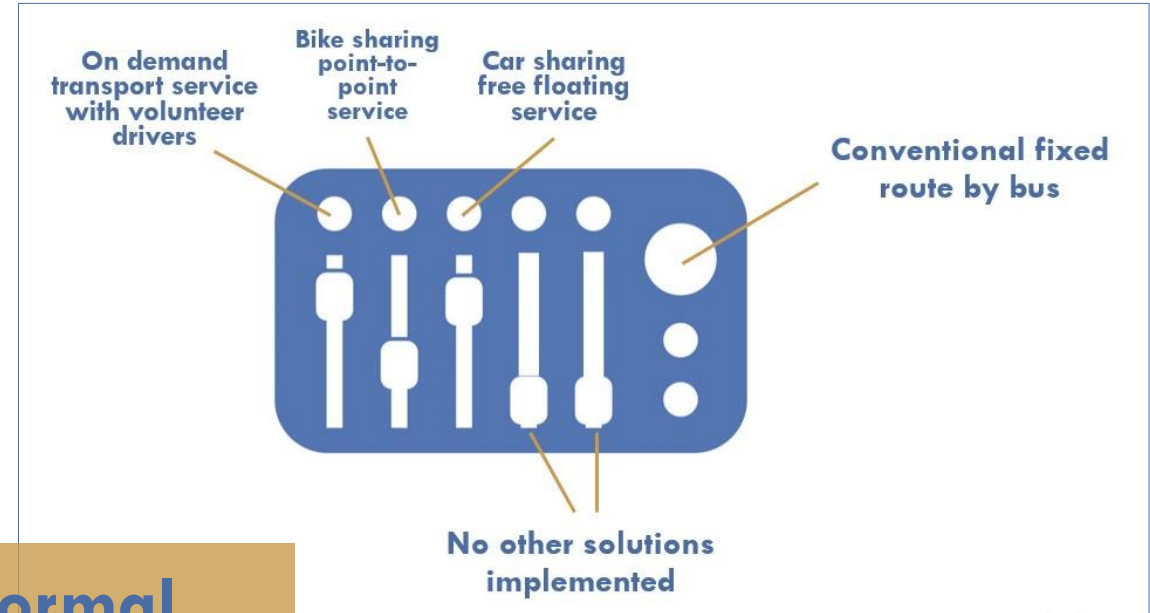 On demand
transport service
with volunteer
drivers
Bike sharing
point-to-
point
service
Car sharing
free floating
service
Conventional fixed
route by bus
No other solutions
implemented